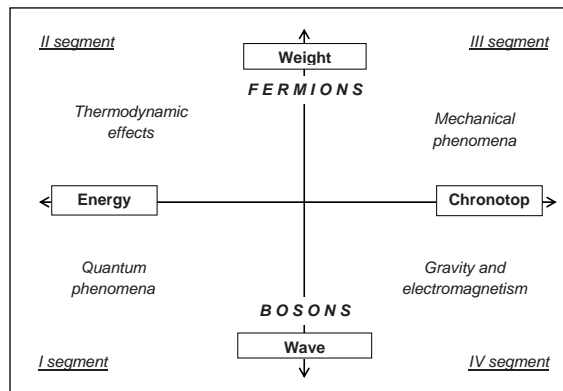 II segment
III segment
Weight
FERMIONS
Thermodynamic
effects
Mechanical
phenomena
Energy
Chronotop
Quantum
phenomena
Gravity and
electromagnetism
BOSONS
Wave
I segment
IV segment